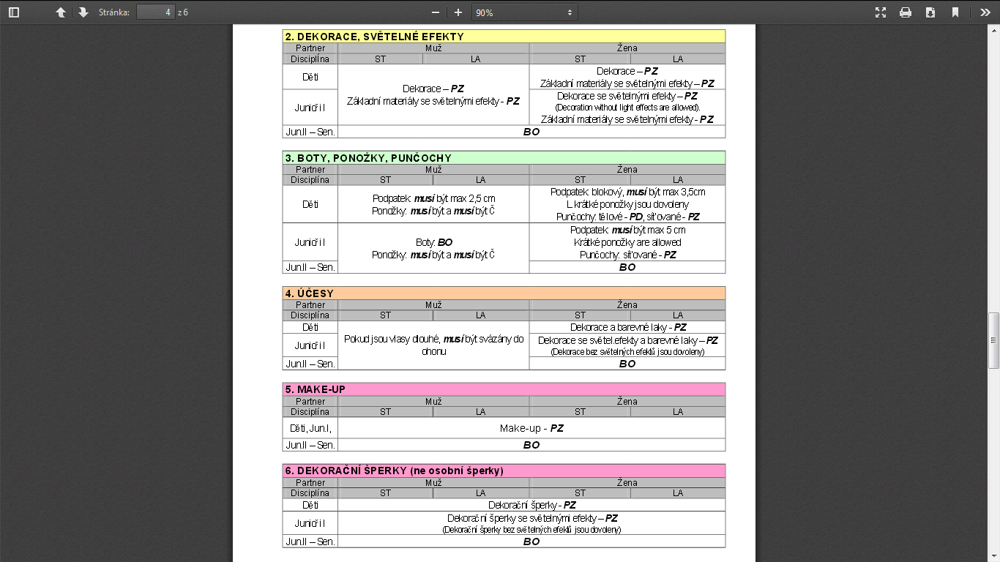 Stránka: 4 z 6 90%
2. DEKORACE, SVĚTELNÉ EFEKTY
Partner Muž Žena
Disciplína ST LA ST LA
Děti Dekorace – PZ
Základní materiály se světelnými efekty - PZ
Dekorace – PZ
Základní materiály se světelnými efekty – PZ
Junioři I Dekorace se světelnými efekty – PZ
(Decoration without light effects are allowed).
Základní materiály se světelnými efekty - PZ
Jun.II – Sen. BO
3. BOTY, PONOŽKY, PUNČOCHY
Partner Muž Žena
Disciplína ST LA ST LA
Děti Podpatek: musí být max 2,5 cm
Ponožky: musí být a musí být Č
Podpatek: blokový, musí být max 3,5cm
L krátké ponožky jsou dovoleny
Punčochy: tělové - PD, síťované - PZ
Junioři I Boty: BO
Ponožky: musí být a musí být Č
Podpatek: musí být max 5 cm
Krátké ponožky are allowed
Punčochy: síťované - PZ
Jun.II – Sen. BO
4. ÚČESY
Partner Muž Žena
Disciplína ST LA ST LA
Děti Pokud jsou vlasy dlouhé, musí být svázány do
ohonu
Dekorace a barevné laky - PZ
Junioři I Dekorace se světel.efekty a barevné laky – PZ
(Dekorace bez světelných efektů jsou dovoleny)
Jun.II – Sen. BO
5. MAKE-UP
Partner Muž Žena
Disciplína ST LA ST LA
Děti, Jun.I, Make-up - PZ
Jun.II – Sen. BO
6. DEKORAČNÍ ŠPERKY (ne osobní šperky)
Partner Muž Žena
Disciplína ST LA ST LA
Děti Dekorační šperky - PZ
Junioři I Dekorační šperky se světelnými efekty – PZ
(Dekorační šperky bez světelných efektů jsou dovoleny)
Jun.II – Sen. BO